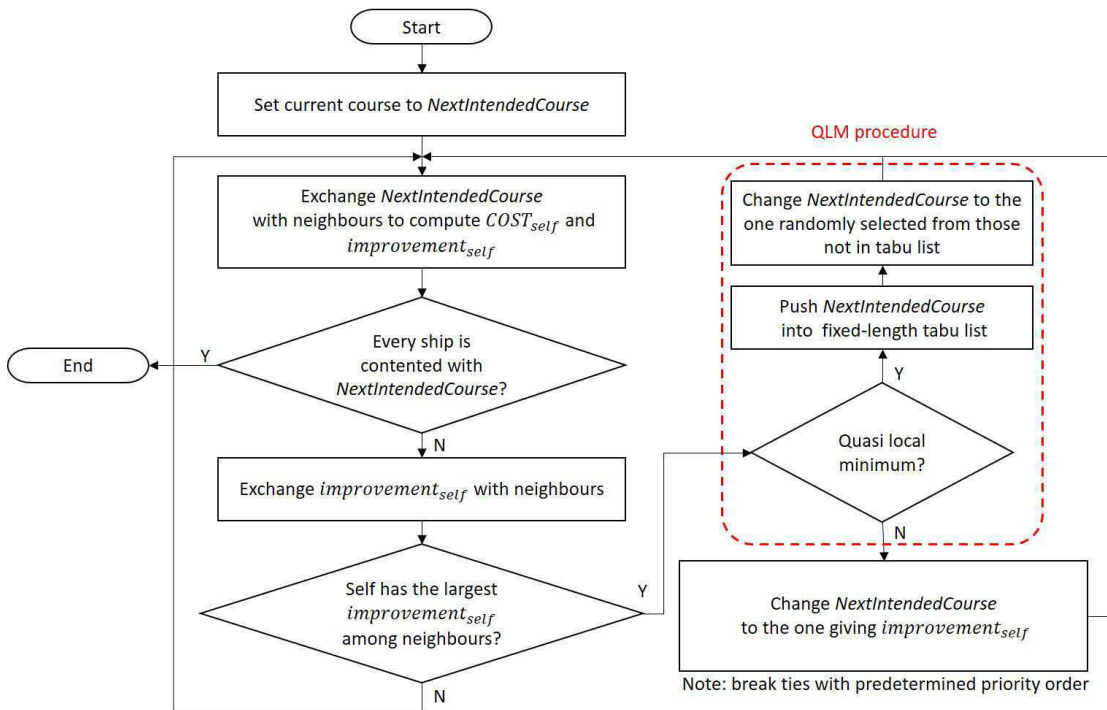 Start
Set current course to NextIntendedCourse
Exchange NextIntendedCourse
with neighbours to compute COST_self and
improvement_self
Every ship is
contented with
NextIntendedCourse?
Y
End
N
Exchange improvement_self with neighbours
Self has the largest
improvement_self
among neighbours?
Y
N
QLM procedure
Change NextIntendedCourse to the
one randomly selected from those
not in tabu list
Push NextIntendedCourse
into fixed-length tabu list
Y
Quasi local
minimum?
N
Change NextIntendedCourse
to the one giving improvement_self
Note: break ties with predetermined priority order